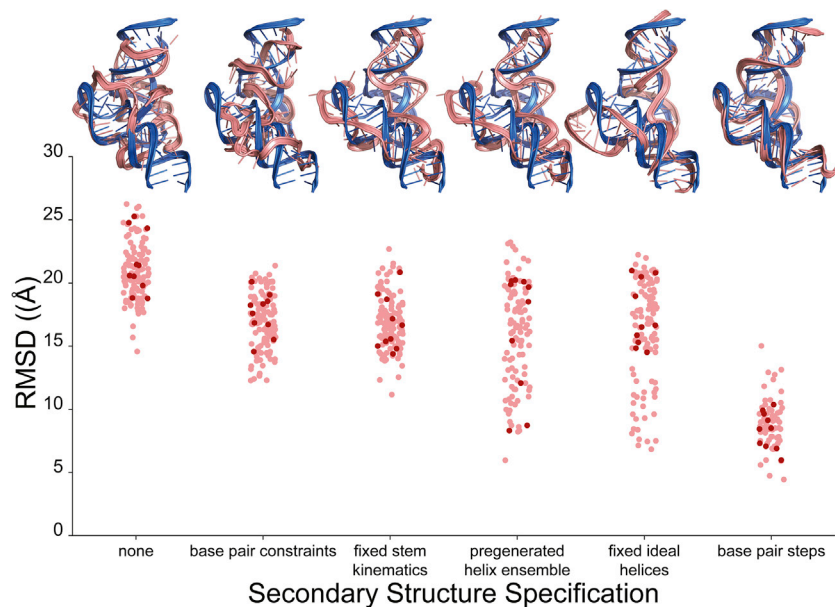 30
25
20
15
10
5
0
RMSD ((Å)
none
base pair constraints
fixed stem
kinematics
pregenerated
helix ensemble
fixed ideal
helices
base pair steps
Secondary Structure Specification